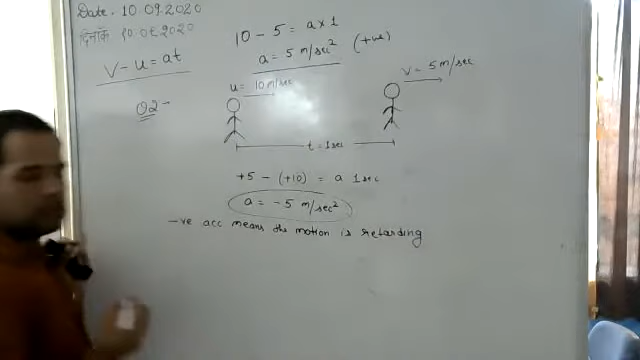 Date. 10.09.2020
दिनाँक 10.09.2020
10 - 5 = a × 1
a = 5 m/sec² (+ve)
v - u = at
Q2 -
u = 10 m/sec
v = 5 m/sec
t = 1 sec
+5 - (+10) = a 1 sec
a = -5 m/sec²
-ve acc means the motion is retarding